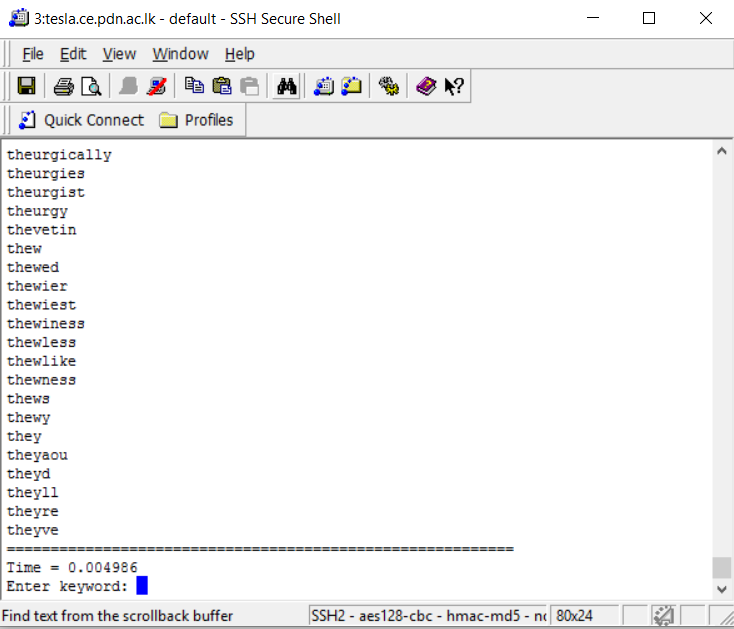 3:tesla.ce.pdn.ac.lk - default - SSH Secure Shell
File Edit View Window Help
Quick Connect Profiles
theurgically
theurgies
theurgist
theurgy
thevetin
thew
thewed
thewier
thewiest
thewiness
thewless
thewlike
thewness
thews
thewy
they
theyaou
theyd
theyll
theyre
theyve
==========================================================
Time = 0.004986
Enter keyword:
Find text from the scrollback buffer SSH2 - aes128-cbc - hmac-md5 - 80x24